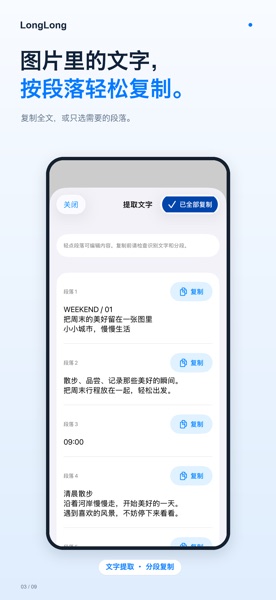 LongLong
图片里的文字，
按段落轻松复制。
复制全文，或只选需要的段落。
关闭
提取文字
已全部复制
轻点段落可编辑内容。复制前请检查识别文字和分段。
段落 1
复制
WEEKEND / 01
把周末的美好留在一张图里
小小城市，慢慢生活
段落 2
复制
散步、品尝、记录那些美好的瞬间。
把周末行程放在一起，轻松出发。
段落 3
复制
09:00
段落 4
复制
清晨散步
沿着河岸慢慢走，开始美好的一天。
遇到喜欢的风景，不妨停下来看看。
文字提取 · 分段复制
03 / 09